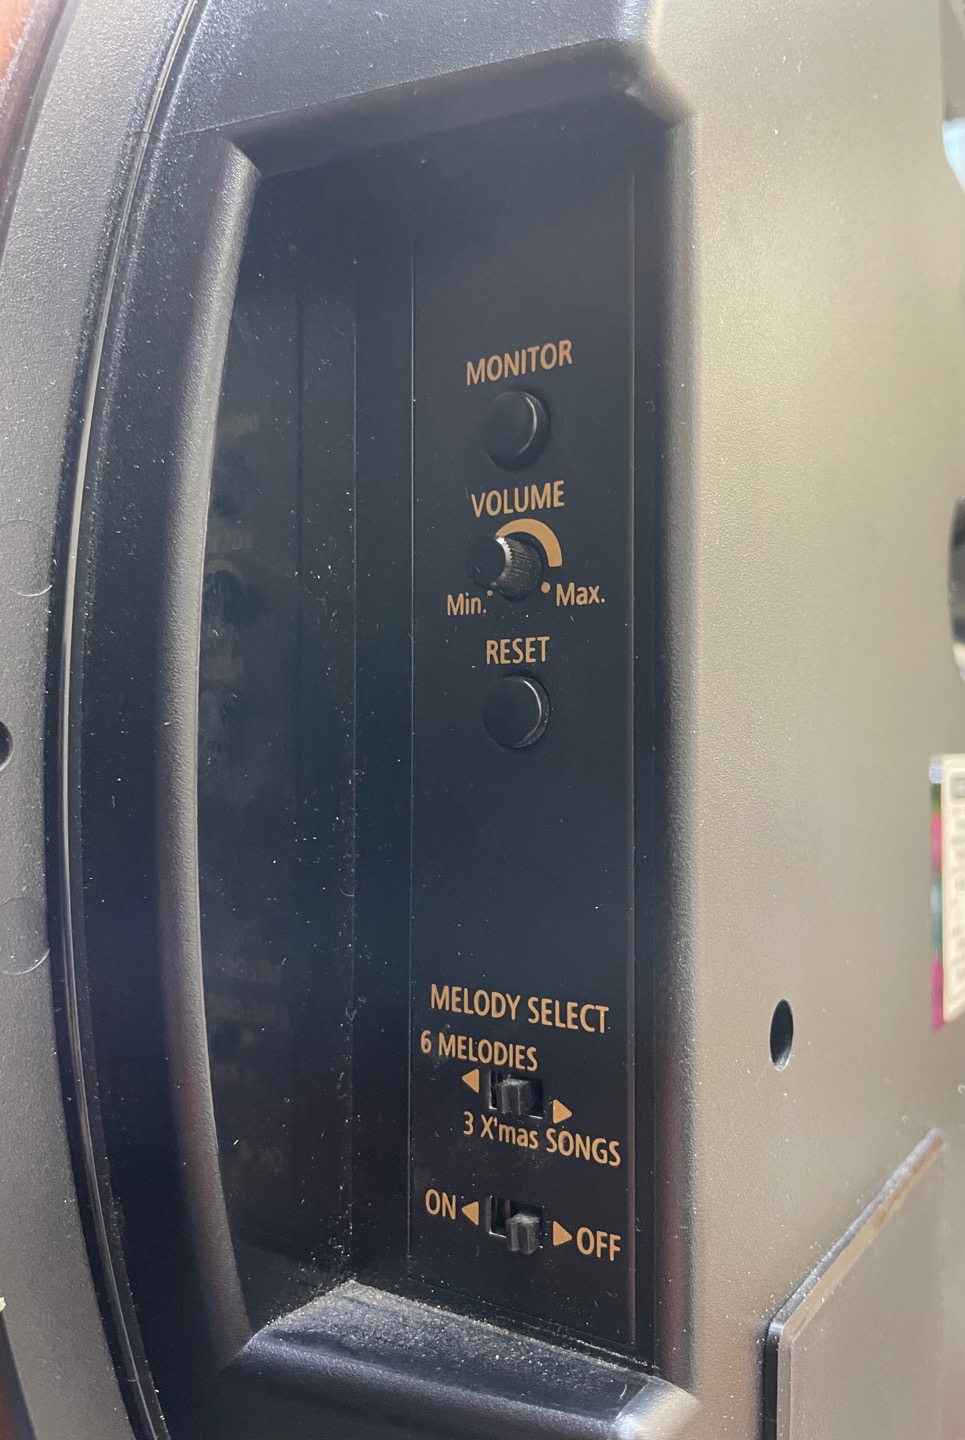 MONITOR
VOLUME
Min. Max.
RESET
MELODY SELECT
6 MELODIES
3 X'mas SONGS
ON OFF